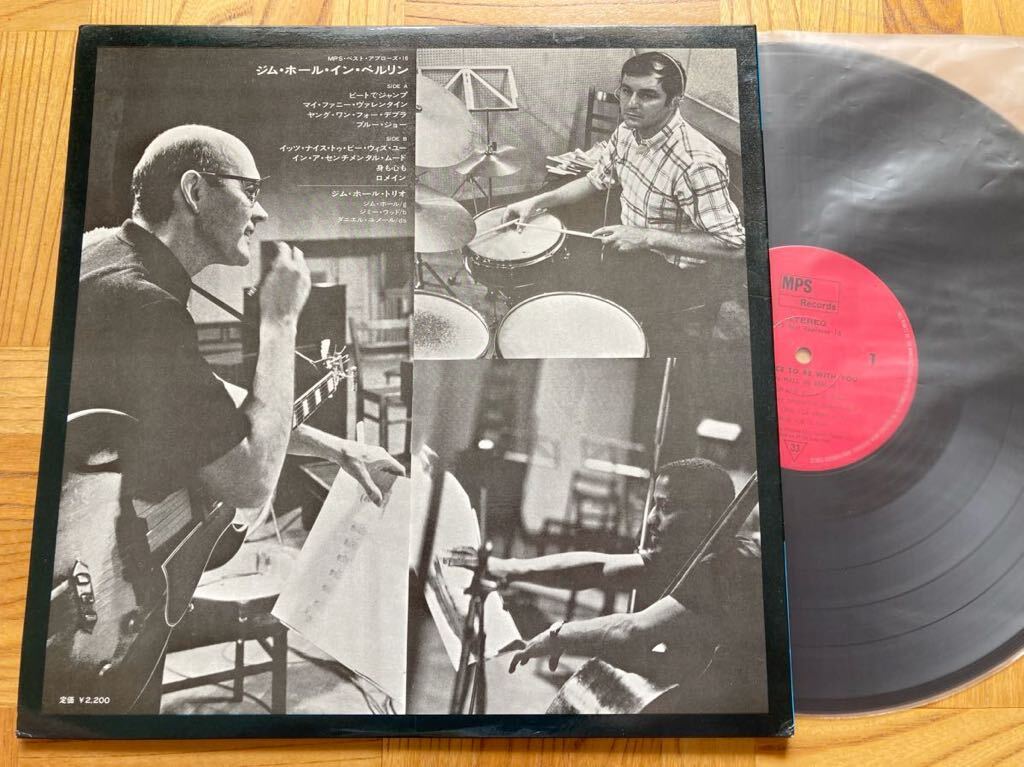 MPS・ベスト・アプローズ・16
ジム・ホール・イン・ベルリン
SIDE A
ビートでジャンプ
マイ・ファニー・ヴァレンタイン
ヤング・ワン・フォー・デブラ
ブルー・ジョー
SIDE B
イッツ・ナイス・トゥ・ビー・ウィズ・ユー
イン・ア・センチメンタル・ムード
身も心も
ロメイン
ジム・ホール・トリオ
ジム・ホール/g
ジミー・ウッド/b
ダニエル・ユメール/ds
定価 ¥2,200
MPS
Records
STEREO
1
CE TO BE WITH YOU
33